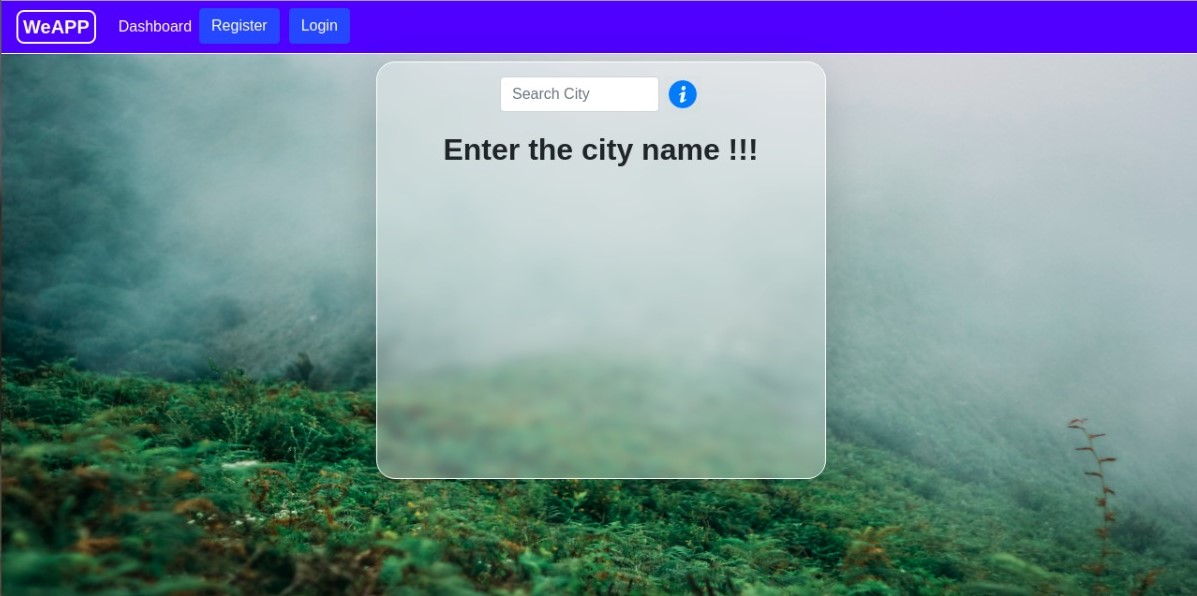 WeAPP Dashboard Register Login
Search City
Enter the city name !!!